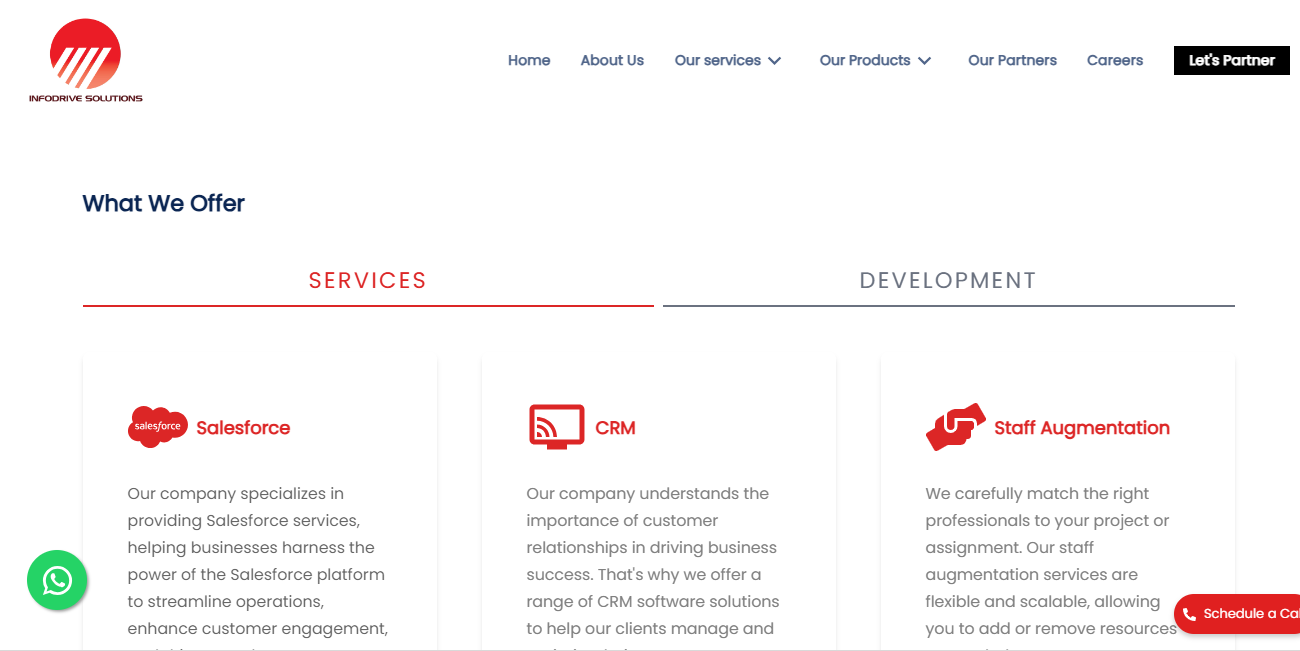 INFODRIVE SOLUTIONS
Home About Us Our services Our Products Our Partners Careers Let's Partner
What We Offer
SERVICES DEVELOPMENT
salesforce Salesforce
Our company specializes in
providing Salesforce services,
helping businesses harness the
power of the Salesforce platform
to streamline operations,
enhance customer engagement,
CRM
Our company understands the
importance of customer
relationships in driving business
success. That's why we offer a
range of CRM software solutions
to help our clients manage and
Staff Augmentation
We carefully match the right
professionals to your project or
assignment. Our staff
augmentation services are
flexible and scalable, allowing
you to add or remove resources
Schedule a Cal